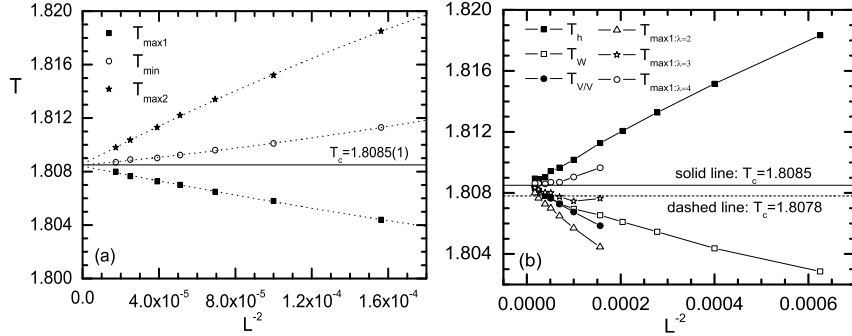 1.820
1.816
1.812
1.808
1.804
1.800
T
T_max1
T_min
T_max2
T_c=1.8085(1)
(a)
0.0 4.0x10^-5 8.0x10^-5 1.2x10^-4 1.6x10^-4
L^-2
1.820
1.816
1.812
1.808
1.804
T_h T_max1:λ=2
T_W T_max1:λ=3
T_V/V T_max1:λ=4
solid line: T_c=1.8085
dashed line: T_c=1.8078
(b)
0.0000 0.0002 0.0004 0.0006
L^-2